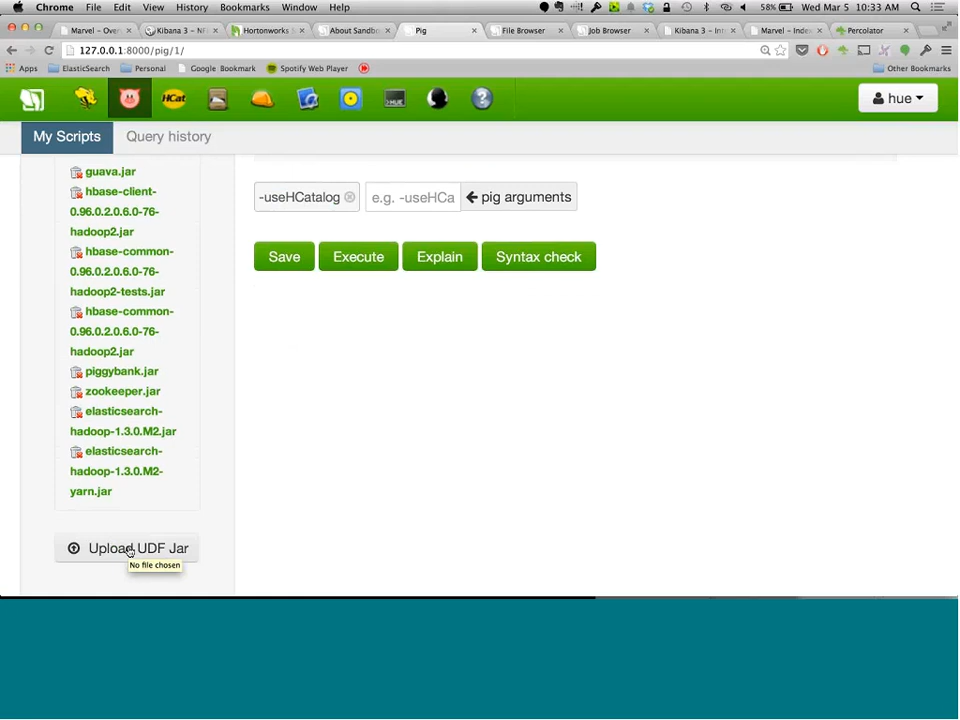 Chrome File Edit View History Bookmarks Window Help 58% Wed Mar 5 10:33 AM
Marvel – Over Kibana 3 – NF Hortonworks About Sandb Pig File Browser Job Browser Kibana 3 – In Marvel – Index Percolator
127.0.0.1:8000/pig/1/
Apps ElasticSearch Personal Google Bookmark Spotify Web Player Other Bookmarks
HCat HUE ? hue
My Scripts Query history
guava.jar
hbase-client-
0.96.0.2.0.6.0-76-
hadoop2.jar
hbase-common-
0.96.0.2.0.6.0-76-
hadoop2-tests.jar
hbase-common-
0.96.0.2.0.6.0-76-
hadoop2.jar
piggybank.jar
zookeeper.jar
elasticsearch-
hadoop-1.3.0.M2.jar
elasticsearch-
hadoop-1.3.0.M2-
yarn.jar
Upload UDF Jar
No file chosen
-useHCatalog e.g. -useHCa pig arguments
Save Execute Explain Syntax check